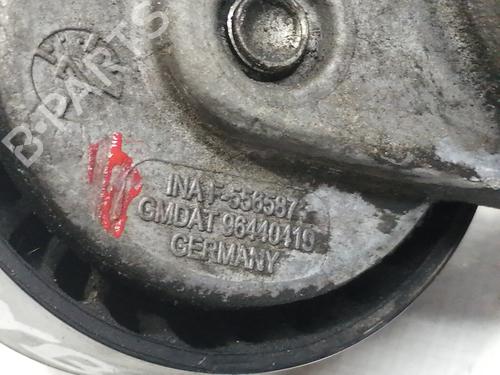 B-PARTS
INA F-556587
GMDAT 96440419
GERMANY